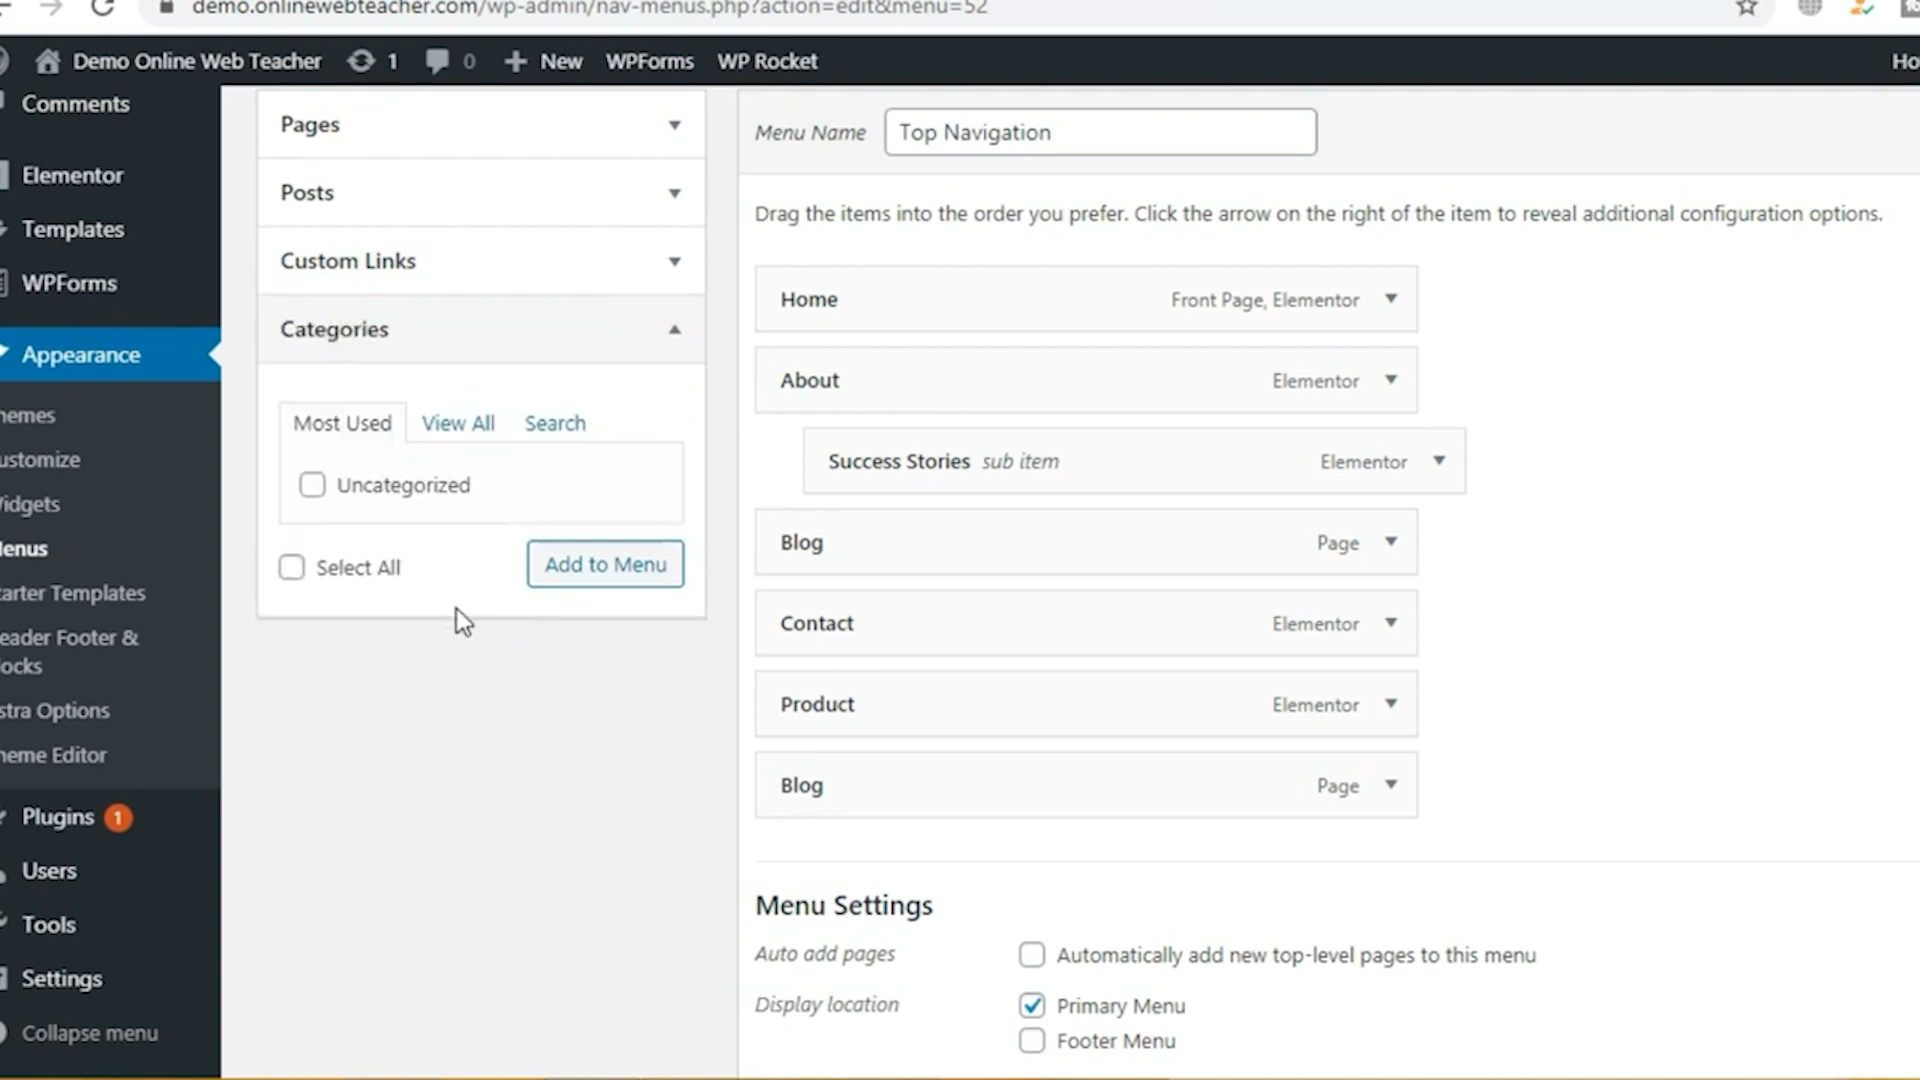 demo.onlinewebteacher.com/wp-admin/nav-menus.php?action=edit&menu=52
Demo Online Web Teacher 1 0 New WPForms WP Rocket Ho
Comments
Elementor
Templates
WPForms
Appearance
hemes
ustomize
idgets
enus
tarter Templates
eader Footer &
locks
stra Options
heme Editor
Plugins 1
Users
Tools
Settings
Collapse menu
Pages
Posts
Custom Links
Categories
Most Used View All Search
Uncategorized
Select All Add to Menu
Menu Name Top Navigation
Drag the items into the order you prefer. Click the arrow on the right of the item to reveal additional configuration options.
Home Front Page, Elementor
About Elementor
Success Stories sub item Elementor
Blog Page
Contact Elementor
Product Elementor
Blog Page
Menu Settings
Auto add pages Automatically add new top-level pages to this menu
Display location Primary Menu
Footer Menu